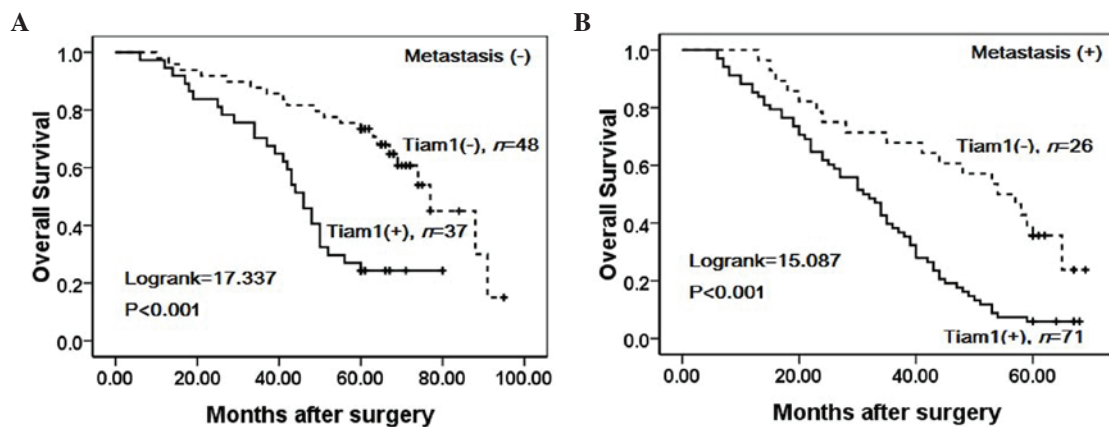 A
Overall Survival
1.0
0.8
0.6
0.4
0.2
0.0
Metastasis (-)
Tiam1(-), n=48
Tiam1(+), n=37
Logrank=17.337
P<0.001
0.00 20.00 40.00 60.00 80.00 100.00
Months after surgery
B
Overall Survival
1.0
0.8
0.6
0.4
0.2
0.0
Metastasis (+)
Tiam1(-), n=26
Logrank=15.087
P<0.001
Tiam1(+), n=71
0.00 20.00 40.00 60.00
Months after surgery